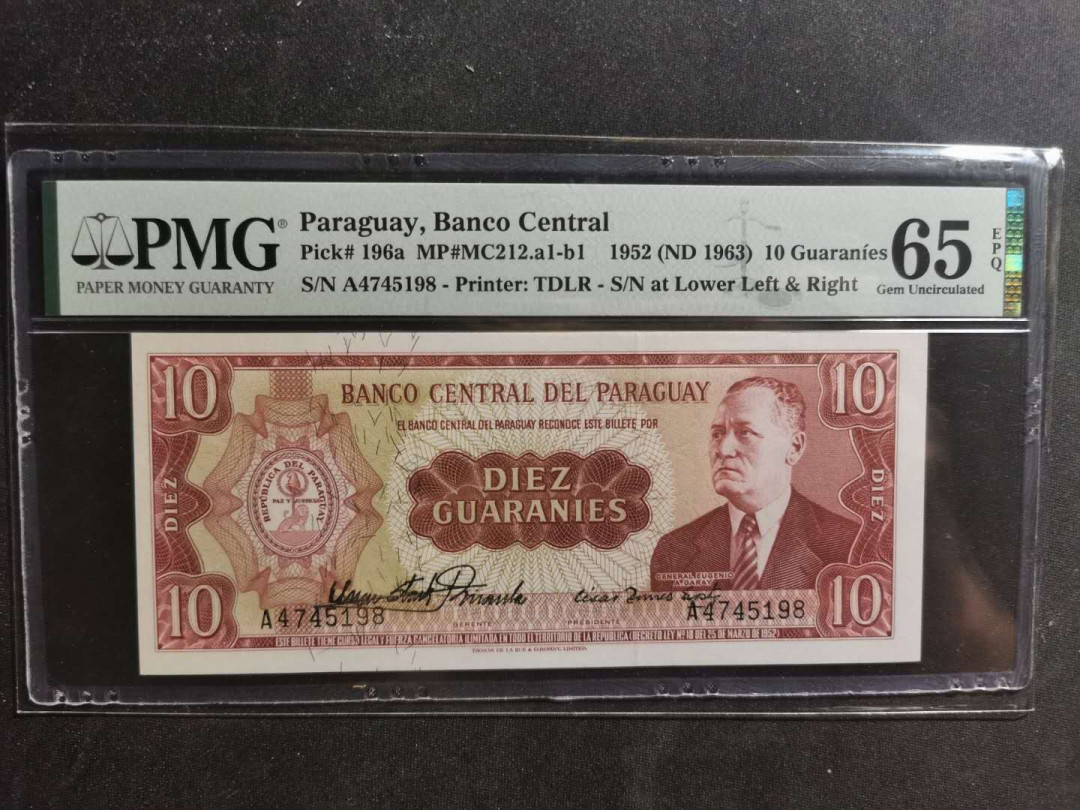 PMG®
PAPER MONEY GUARANTY
Paraguay, Banco Central
Pick# 196a MP#MC212.a1-b1 1952 (ND 1963) 10 Guaraníes
S/N A4745198 - Printer: TDLR - S/N at Lower Left & Right
65
EPQ
Gem Uncirculated
10
BANCO CENTRAL DEL PARAGUAY
10
EL BANCO CENTRAL DEL PARAGUAY RECONOCE ESTE BILLETE POR
DIEZ
GUARANIES
DIEZ
DIEZ
REPUBLICA DEL PARAGUAY
PAZ Y JUSTICIA
GENERAL EUGENIO
A. GARAY
10
A4745198
GERENTE
PRESIDENTE
A4745198
10
ESTE BILLETE TIENE CURSO LEGAL Y FUERZA CANCELATORIA ILIMITADA EN TODO EL TERRITORIO DE LA REPUBLICA (DECRETO LEY Nº 18 DEL 25 DE MARZO DE 1952)
THOMAS DE LA RUE & COMPANY, LIMITED